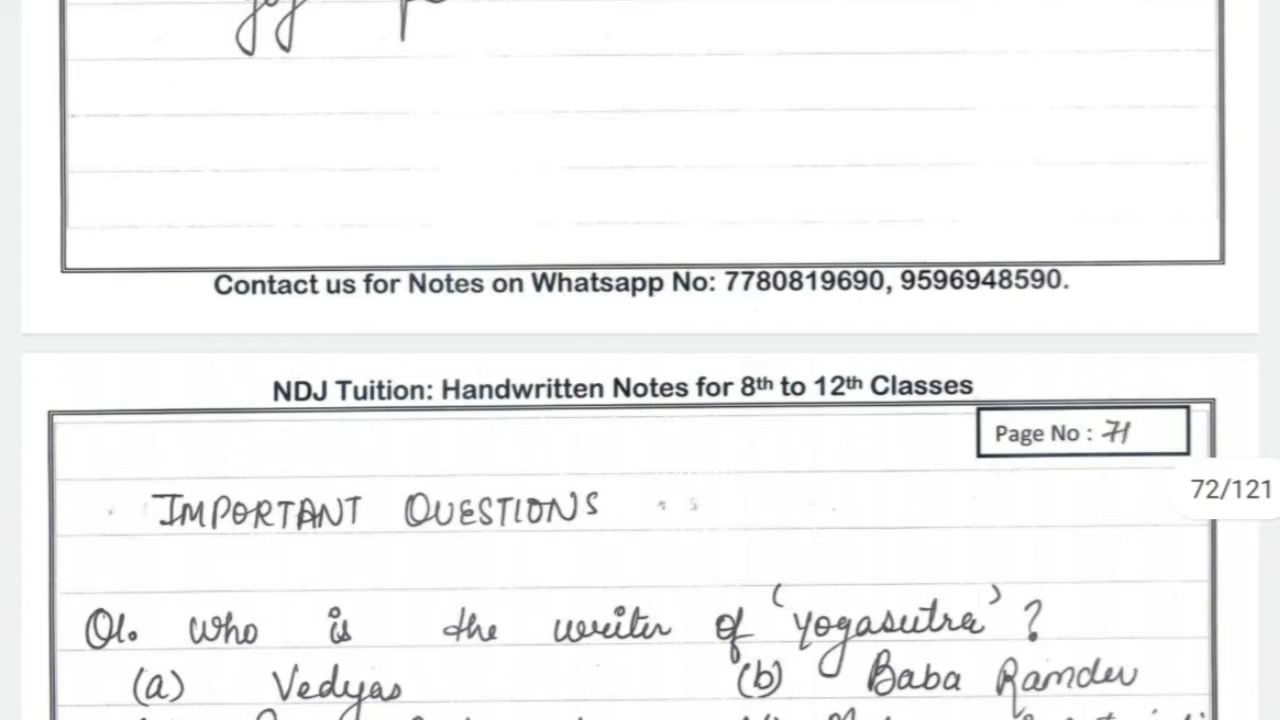 Contact us for Notes on Whatsapp No: 7780819690, 9596948590.
NDJ Tuition: Handwritten Notes for 8th to 12th Classes
Page No : 71
72/121
IMPORTANT QUESTIONS
Q1. Who is the writer of 'yogasutra' ?
(a) Vedyas (b) Baba Ramdev